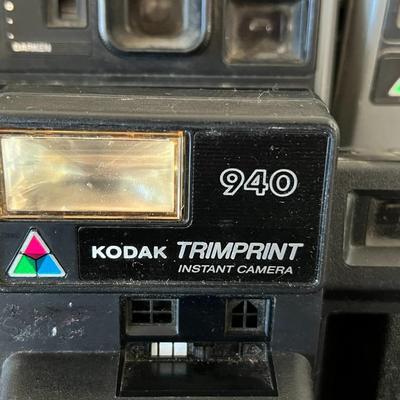 DARKEN
940
KODAK TRIMPRINT
INSTANT CAMERA